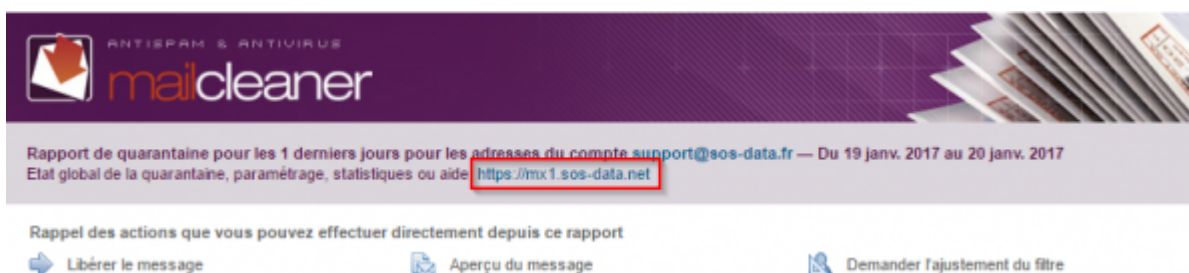 ANTISPAM & ANTIVIRUS
mailcleaner
Rapport de quarantaine pour les 1 derniers jours pour les adresses du compte support@sos-data.fr — Du 19 janv. 2017 au 20 janv. 2017
Etat global de la quarantaine, paramétrage, statistiques ou aide https://mx1.sos-data.net
Rappel des actions que vous pouvez effectuer directement depuis ce rapport
Libérer le message Aperçu du message Demander l'ajustement du filtre